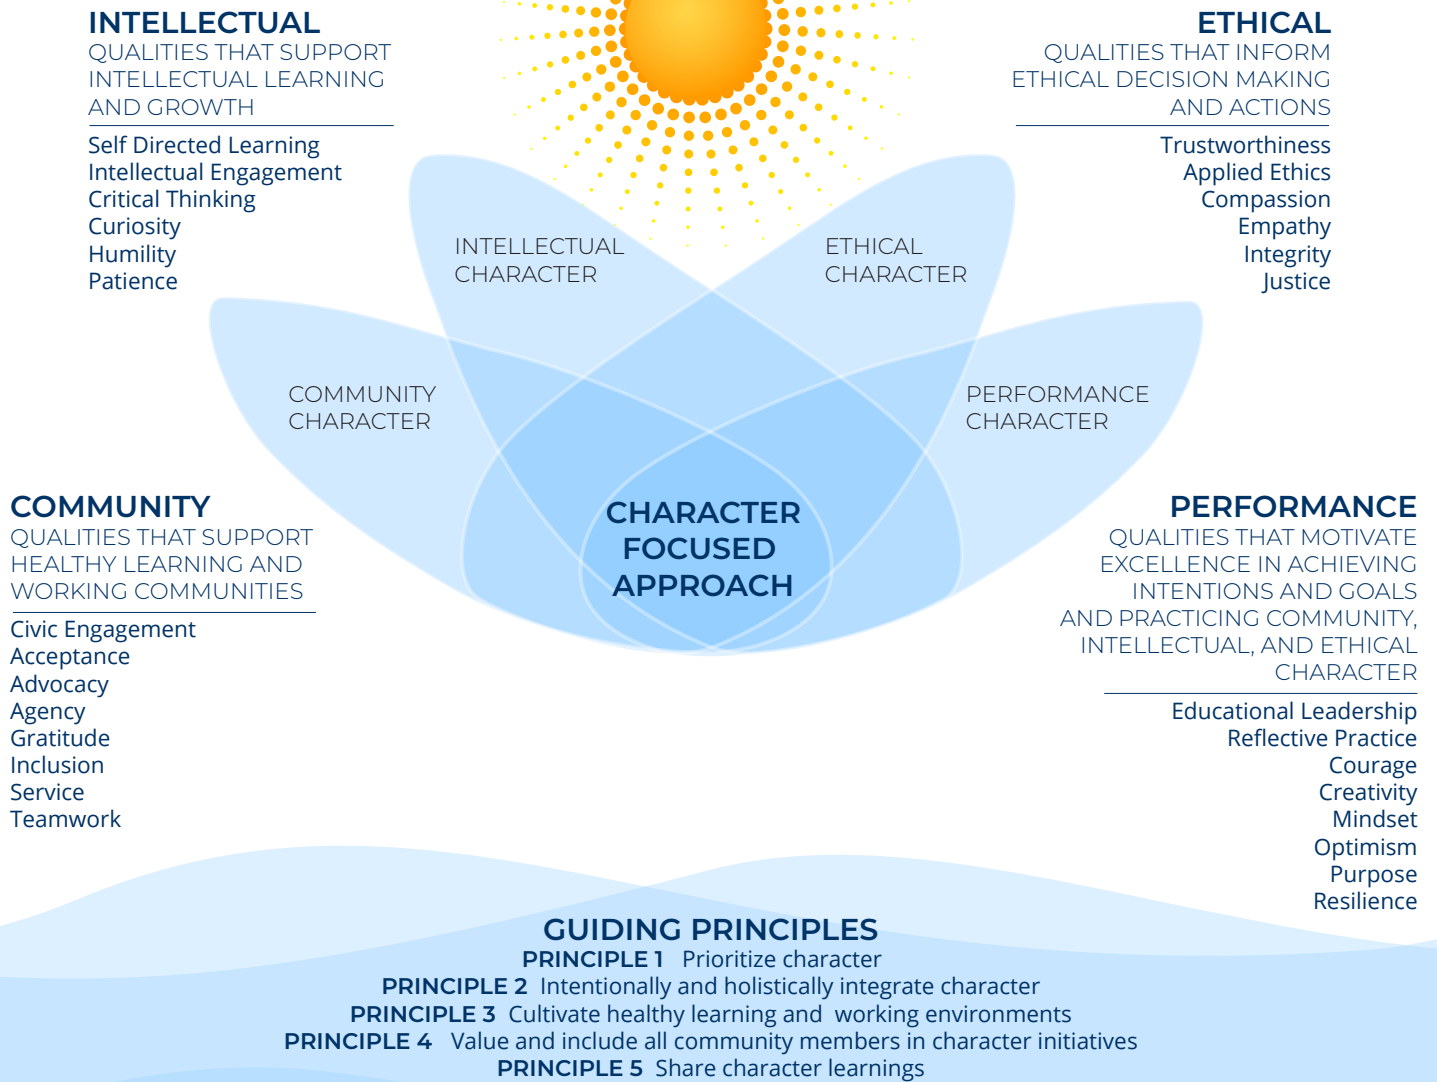 INTELLECTUAL
QUALITIES THAT SUPPORT
INTELLECTUAL LEARNING
AND GROWTH
Self Directed Learning
Intellectual Engagement
Critical Thinking
Curiosity
Humility
Patience
ETHICAL
QUALITIES THAT INFORM
ETHICAL DECISION MAKING
AND ACTIONS
Trustworthiness
Applied Ethics
Compassion
Empathy
Integrity
Justice
INTELLECTUAL
CHARACTER
ETHICAL
CHARACTER
COMMUNITY
CHARACTER
PERFORMANCE
CHARACTER
CHARACTER
FOCUSED
APPROACH
COMMUNITY
QUALITIES THAT SUPPORT
HEALTHY LEARNING AND
WORKING COMMUNITIES
Civic Engagement
Acceptance
Advocacy
Agency
Gratitude
Inclusion
Service
Teamwork
PERFORMANCE
QUALITIES THAT MOTIVATE
EXCELLENCE IN ACHIEVING
INTENTIONS AND GOALS
AND PRACTICING COMMUNITY,
INTELLECTUAL, AND ETHICAL
CHARACTER
Educational Leadership
Reflective Practice
Courage
Creativity
Mindset
Optimism
Purpose
Resilience
GUIDING PRINCIPLES
PRINCIPLE 1 Prioritize character
PRINCIPLE 2 Intentionally and holistically integrate character
PRINCIPLE 3 Cultivate healthy learning and working environments
PRINCIPLE 4 Value and include all community members in character initiatives
PRINCIPLE 5 Share character learnings